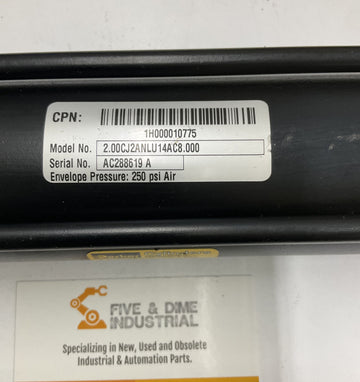 CPN:
1H000010775
Model No. 2.00CJ2ANLU14AC8.000
Serial No. AC288619 A
Envelope Pressure: 250 psi Air
Parker
FIVE & DIME
INDUSTRIAL
Specializing in New, Used and Obsolete
Industrial & Automation Parts.